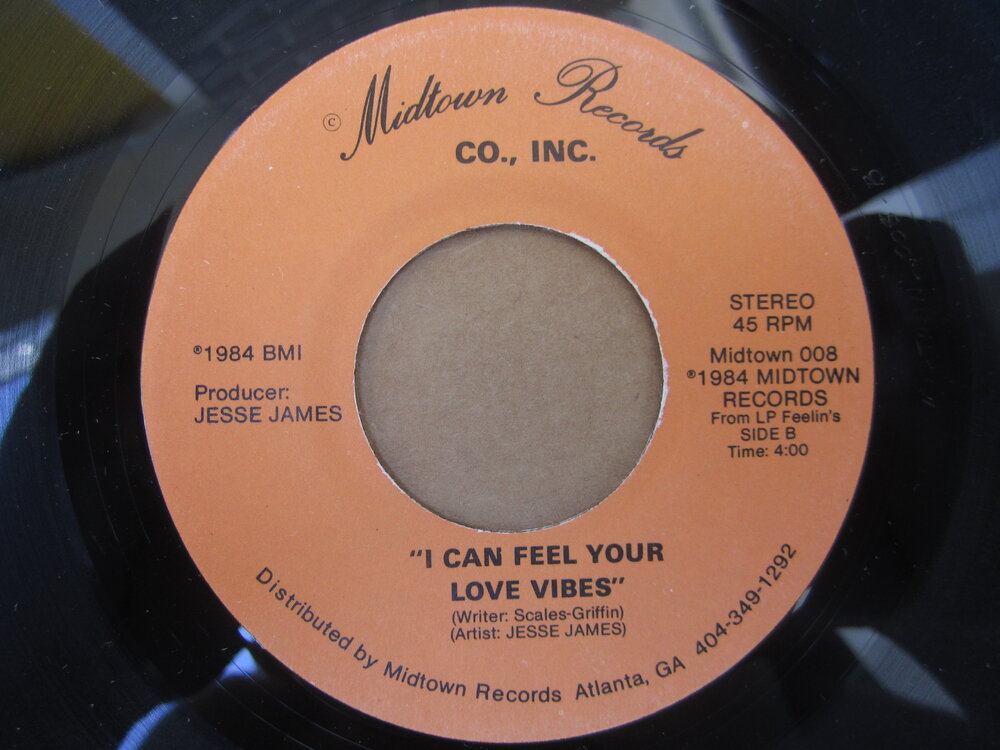 © Midtown Records
CO., INC.
STEREO
45 RPM
℗1984 BMI
Producer:
JESSE JAMES
Midtown 008
℗1984 MIDTOWN
RECORDS
From LP Feelin's
SIDE B
Time: 4:00
"I CAN FEEL YOUR
LOVE VIBES"
(Writer: Scales-Griffin)
(Artist: JESSE JAMES)
Distributed by Midtown Records Atlanta, GA 404-349-1292